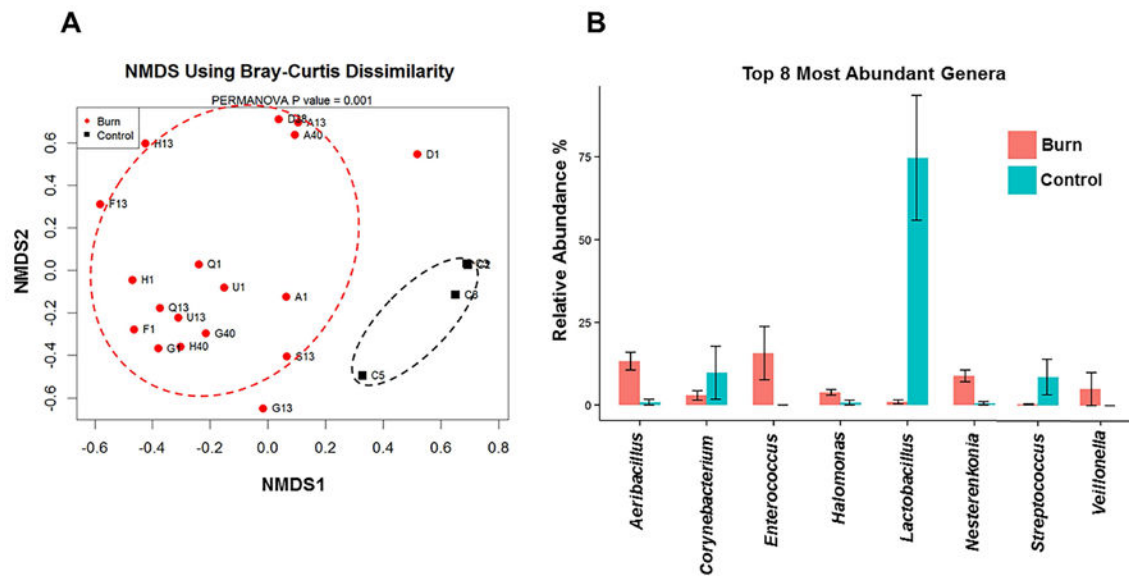 A
NMDS Using Bray-Curtis Dissimilarity
PERMANOVA P value = 0.001
Burn
Control
H13
A13
A40
D1
F13
Q1
H1
U1
A1
Q13
U13
F1
G40
G1
H40
S13
G13
C5
0.6
0.4
0.2
0.0
-0.2
-0.4
-0.6
NMDS2
-0.6 -0.4 -0.2 0.0 0.2 0.4 0.6 0.8
NMDS1
B
Top 8 Most Abundant Genera
Burn
Control
Relative Abundance %
75
50
25
0
Aeribacillus
Corynebacterium
Enterococcus
Halomonas
Lactobacillus
Nesterenkonia
Streptococcus
Veillonella